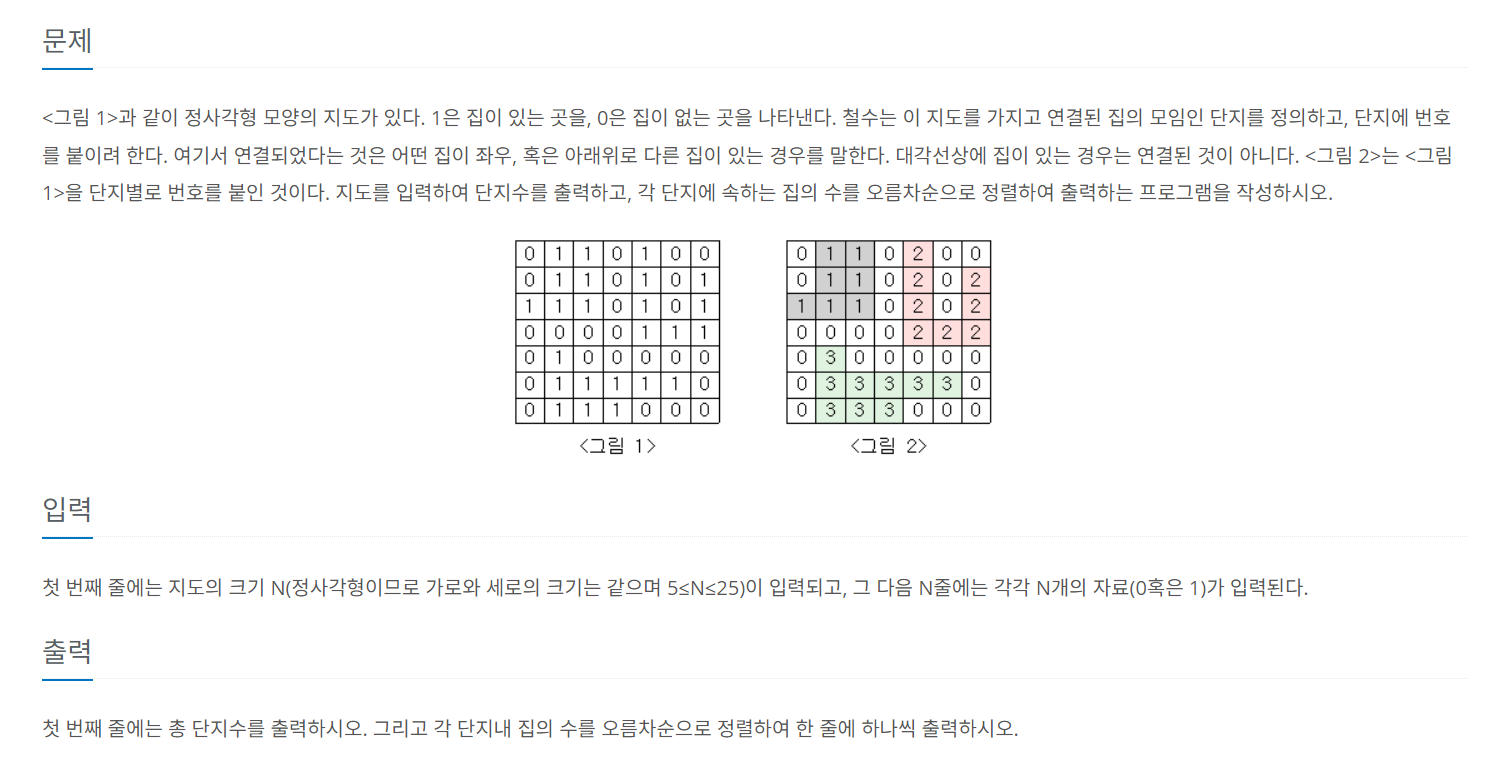 문제
<그림 1>과 같이 정사각형 모양의 지도가 있다. 1은 집이 있는 곳을, 0은 집이 없는 곳을 나타낸다. 철수는 이 지도를 가지고 연결된 집의 모임인 단지를 정의하고, 단지에 번호
를 붙이려 한다. 여기서 연결되었다는 것은 어떤 집이 좌우, 혹은 아래위로 다른 집이 있는 경우를 말한다. 대각선상에 집이 있는 경우는 연결된 것이 아니다. <그림 2>는 <그림
1>을 단지별로 번호를 붙인 것이다. 지도를 입력하여 단지수를 출력하고, 각 단지에 속하는 집의 수를 오름차순으로 정렬하여 출력하는 프로그램을 작성하시오.
0 1 1 0 1 0 0
0 1 1 0 1 0 1
1 1 1 0 1 0 1
0 0 0 0 1 1 1
0 1 0 0 0 0 0
0 1 1 1 1 1 0
0 1 1 1 0 0 0
<그림 1>
0 1 1 0 2 0 0
0 1 1 0 2 0 2
1 1 1 0 2 0 2
0 0 0 0 2 2 2
0 3 0 0 0 0 0
0 3 3 3 3 3 0
0 3 3 3 0 0 0
<그림 2>
입력
첫 번째 줄에는 지도의 크기 N(정사각형이므로 가로와 세로의 크기는 같으며 5≤N≤25)이 입력되고, 그 다음 N줄에는 각각 N개의 자료(0혹은 1)가 입력된다.
출력
첫 번째 줄에는 총 단지수를 출력하시오. 그리고 각 단지내 집의 수를 오름차순으로 정렬하여 한 줄에 하나씩 출력하시오.